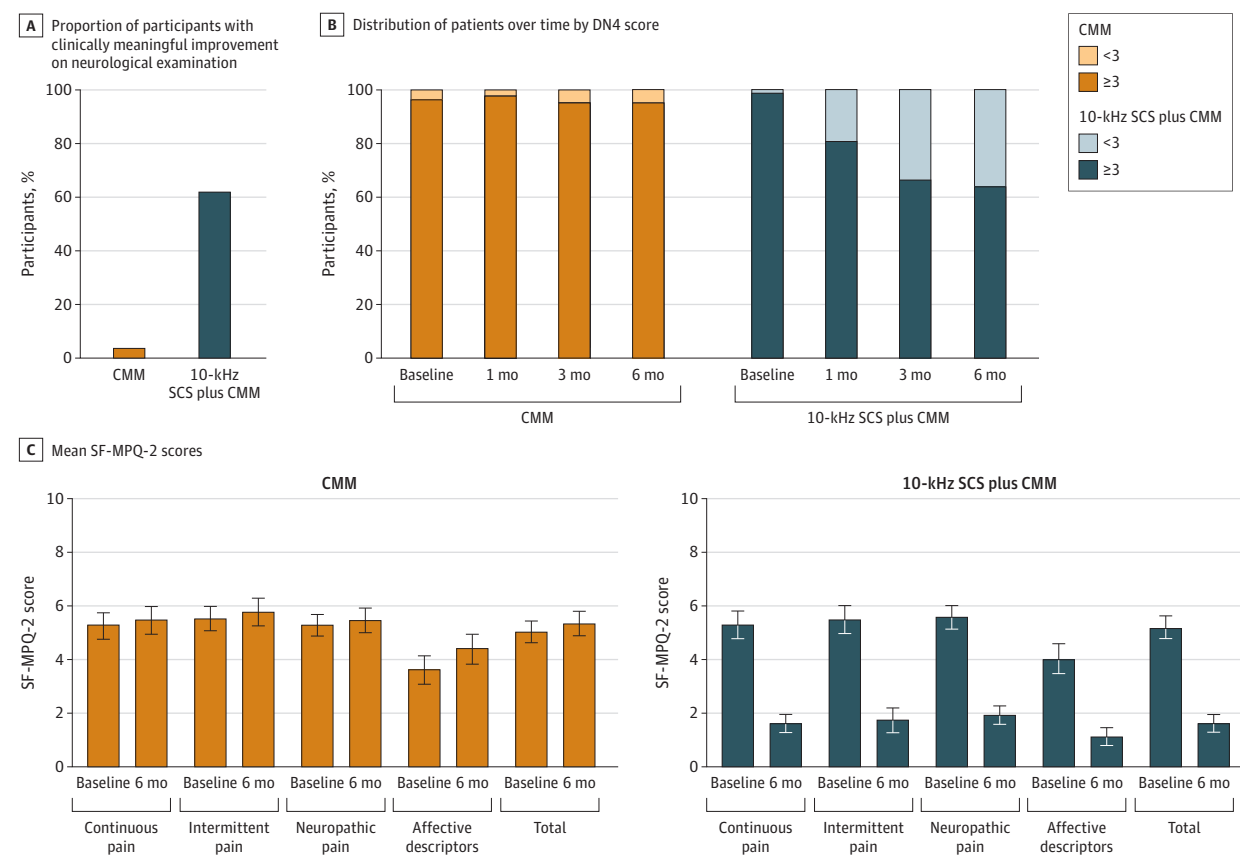 A Proportion of participants with
clinically meaningful improvement
on neurological examination
100
80
60
40
20
0
Participants, %
CMM
10-kHz
SCS plus CMM
B Distribution of patients over time by DN4 score
100
80
60
40
20
0
Participants, %
Baseline 1 mo 3 mo 6 mo
CMM
Baseline 1 mo 3 mo 6 mo
10-kHz SCS plus CMM
CMM
<3
≥3
10-kHz SCS plus CMM
<3
≥3
C Mean SF-MPQ-2 scores
CMM
10
8
6
4
2
0
SF-MPQ-2 score
Baseline 6 mo Baseline 6 mo Baseline 6 mo Baseline 6 mo Baseline 6 mo
Continuous
pain
Intermittent
pain
Neuropathic
pain
Affective
descriptors
Total
10-kHz SCS plus CMM
10
8
6
4
2
0
SF-MPQ-2 score
Baseline 6 mo Baseline 6 mo Baseline 6 mo Baseline 6 mo Baseline 6 mo
Continuous
pain
Intermittent
pain
Neuropathic
pain
Affective
descriptors
Total